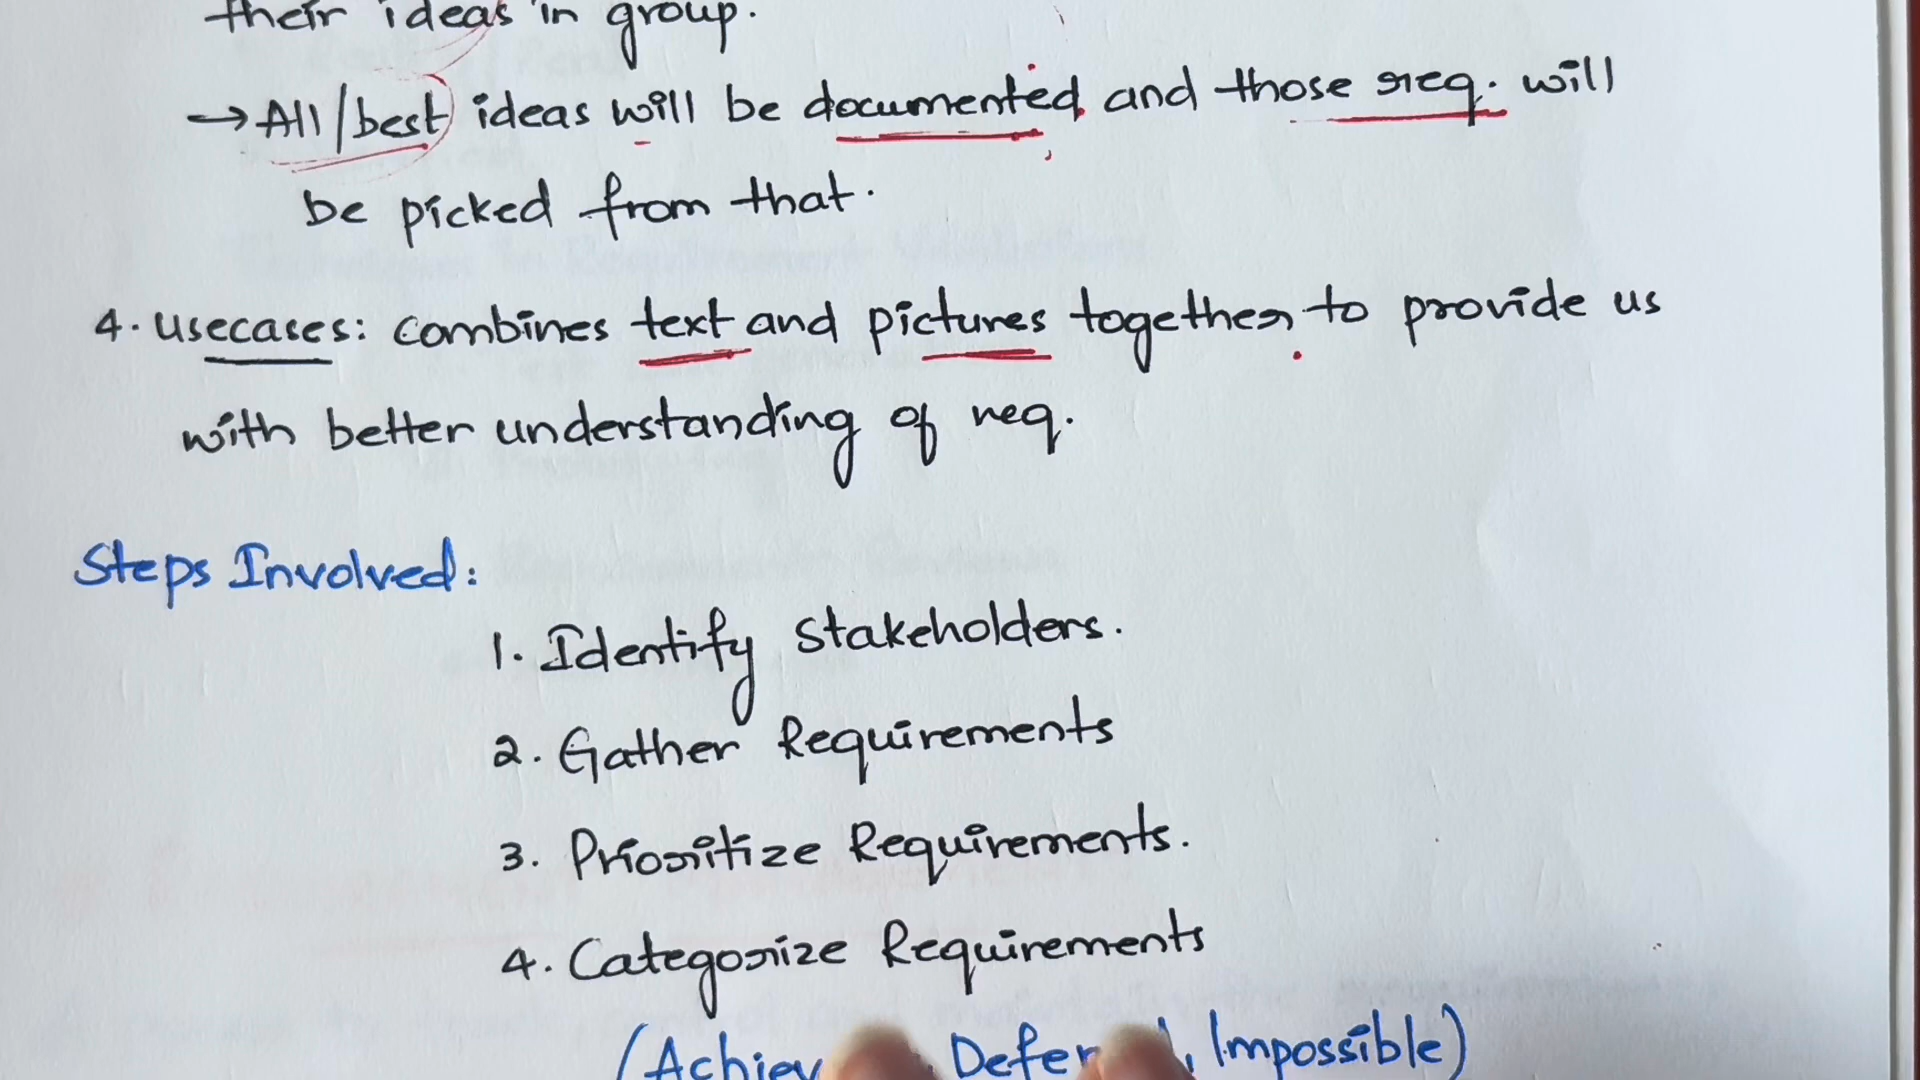 their ideas in group.
→ All/best ideas will be documented and those req. will
be picked from that.
4. usecases: combines text and pictures together to provide us
with better understanding of req.
Steps Involved:
1. Identify Stakeholders.
2. Gather Requirements
3. Prioritize Requirements.
4. Categorize Requirements
(Impossible)